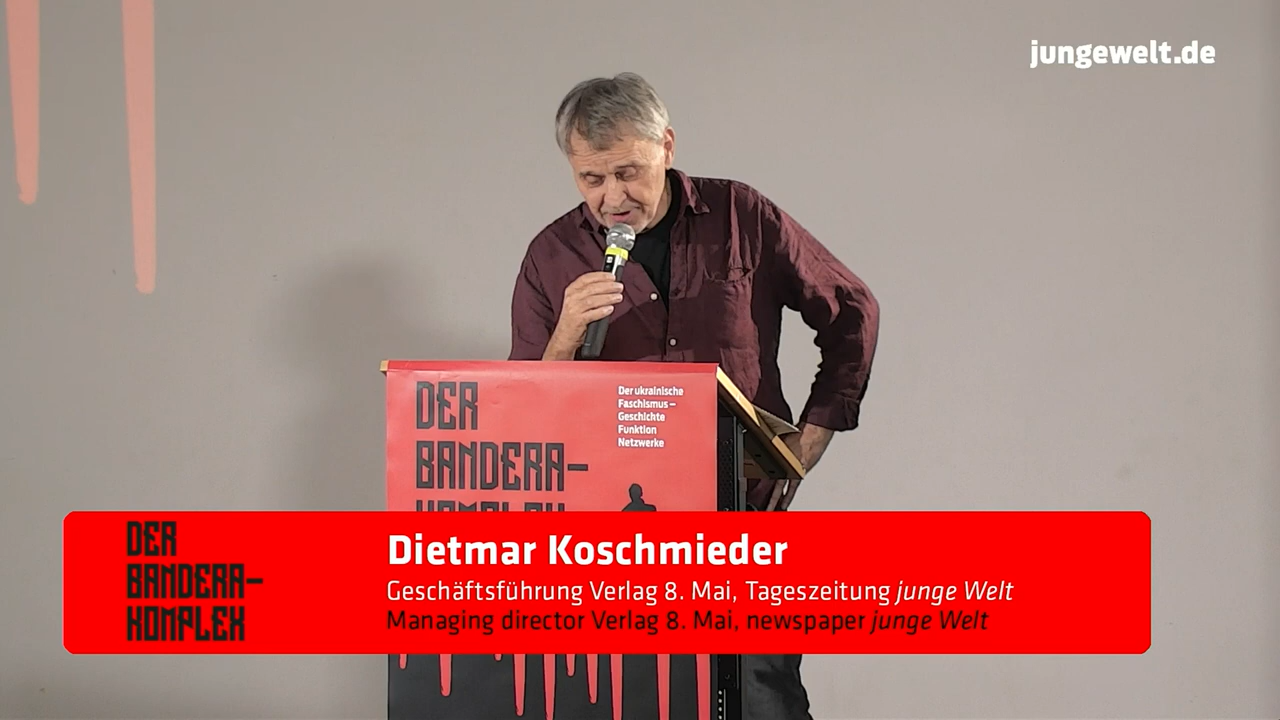 jungewelt.de
DER
BANDERA–
KOMPLEX
Der ukrainische
Faschismus –
Geschichte
Funktion
Netzwerke
DER
BANDERA–
KOMPLEX
Dietmar Koschmieder
Geschäftsführung Verlag 8. Mai, Tageszeitung junge Welt
Managing director Verlag 8. Mai, newspaper junge Welt